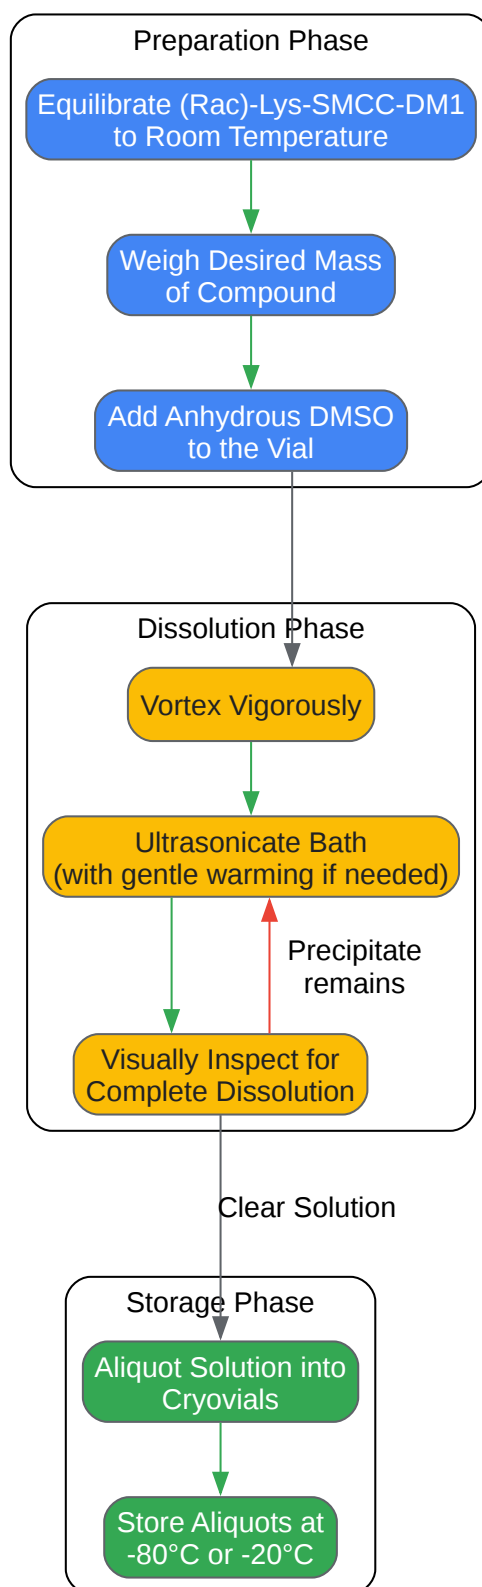 Preparation Phase
Equilibrate (Rac)-Lys-SMCC-DM1
to Room Temperature
Weigh Desired Mass
of Compound
Add Anhydrous DMSO
to the Vial
Dissolution Phase
Vortex Vigorously
Ultrasonicate Bath
(with gentle warming if needed)
Precipitate
remains
Visually Inspect for
Complete Dissolution
Clear Solution
Storage Phase
Aliquot Solution into
Cryovials
Store Aliquots at
-80°C or -20°C